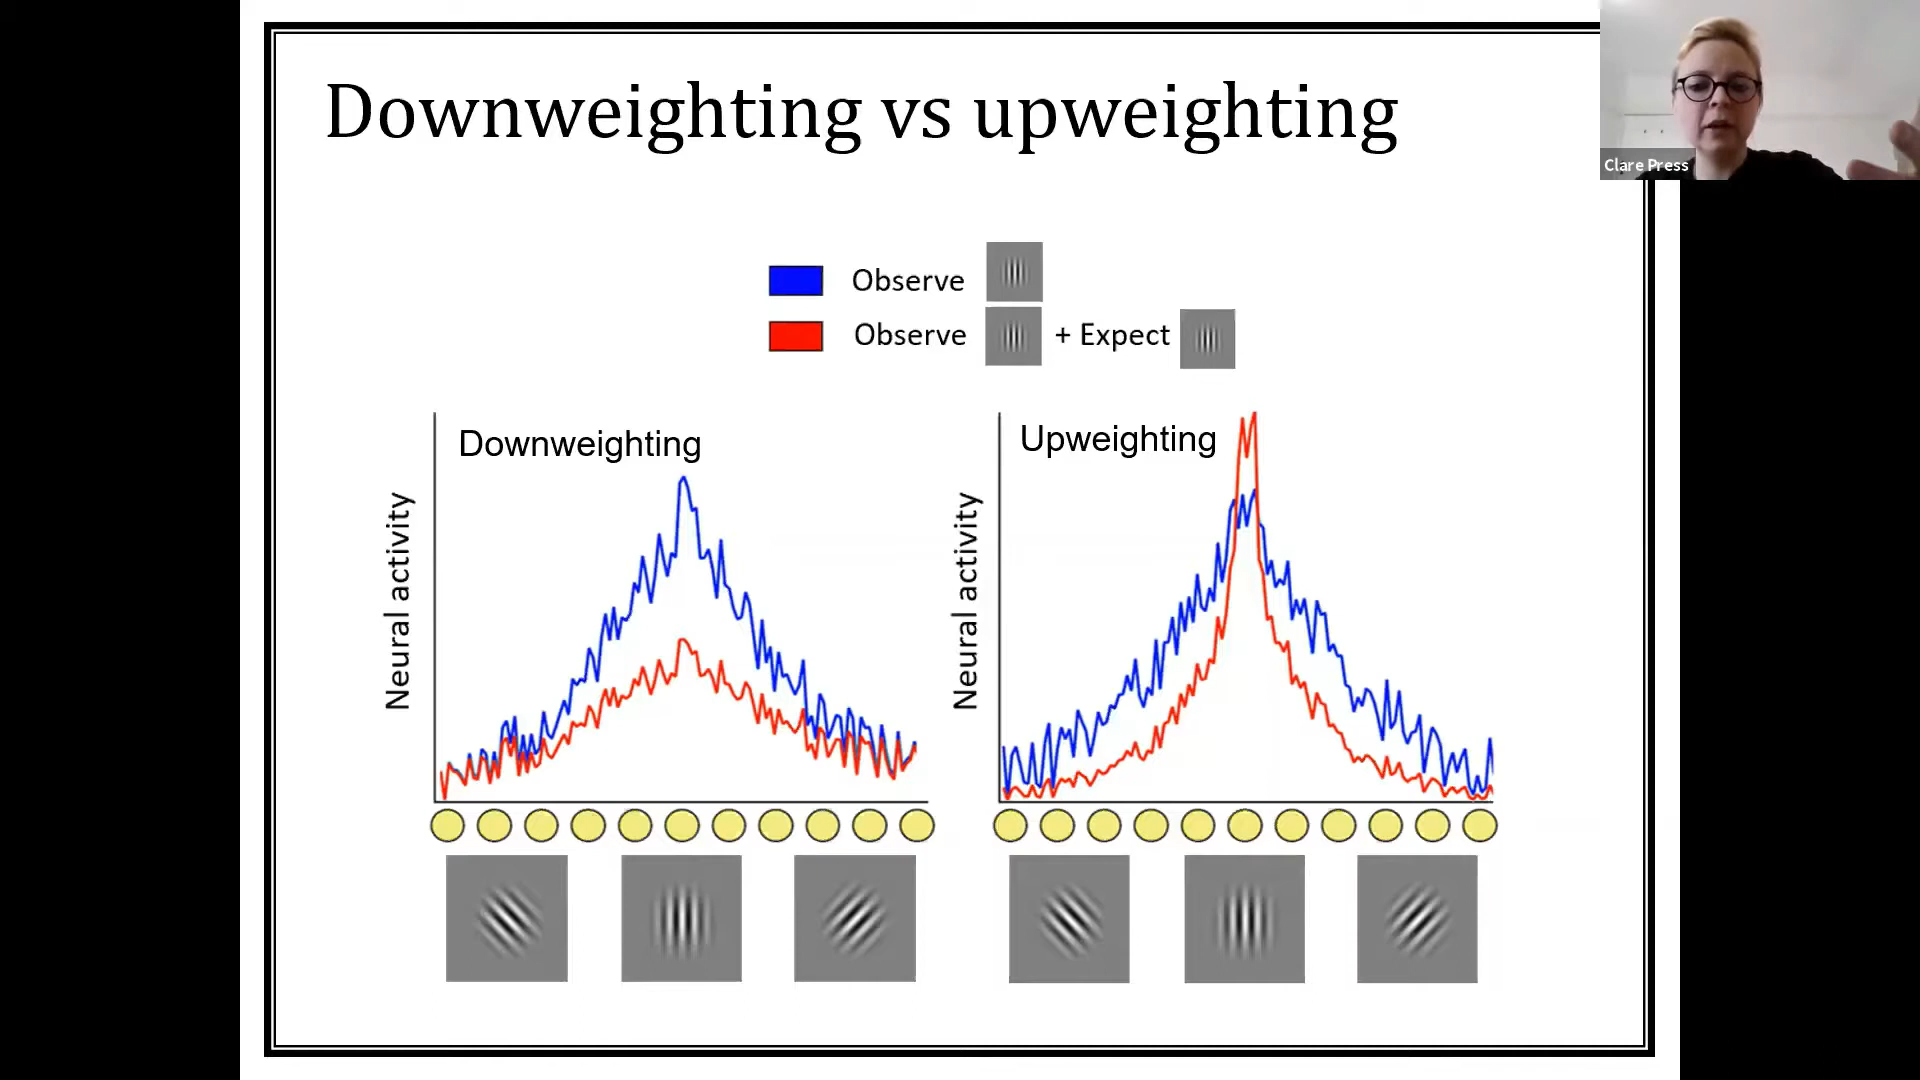 Downweighting vs upweighting
Clare Press
Observe
Observe + Expect
Downweighting
Upweighting
Neural activity
Neural activity